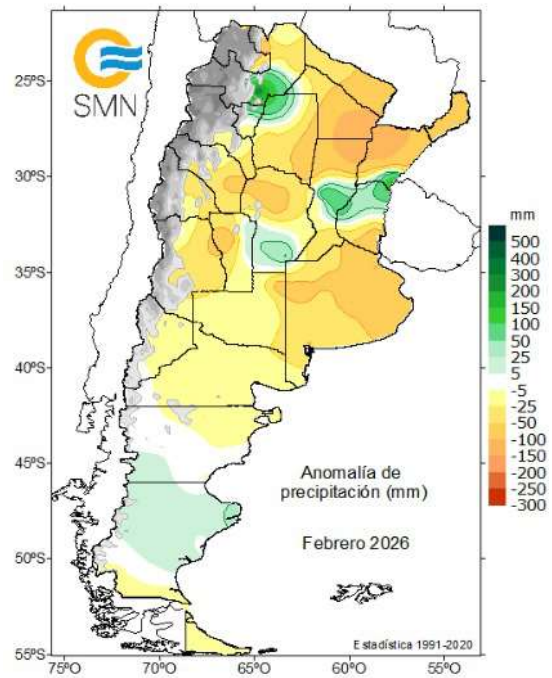 SMN
25ºS
30ºS
35ºS
40ºS
45ºS
50ºS
55ºS
75ºO
70ºO
65ºO
60ºO
55ºO
mm
500
400
300
200
150
100
50
25
5
-5
-25
-50
-100
-150
-200
-250
-300
Anomalía de
precipitación (mm)
Febrero 2026
Estadística 1991-2020